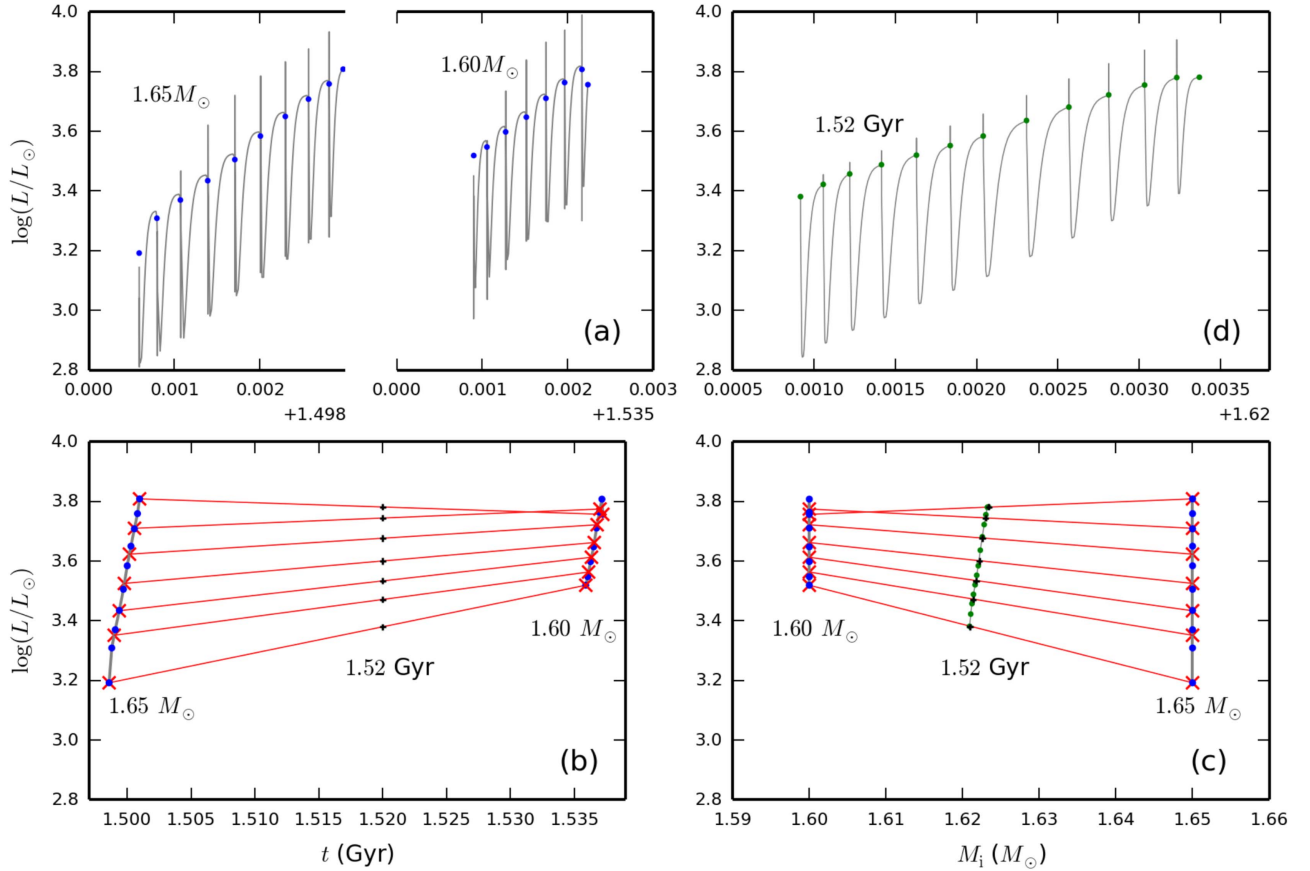 4.0
3.8
3.6
3.4
3.2
3.0
2.8
log(L/L⊙)
1.65M⊙
1.60M⊙
(a)
0.000 0.001 0.002
+1.498
0.000 0.001 0.002 0.003
+1.535
4.0
3.8
3.6
3.4
3.2
3.0
2.8
1.52 Gyr
(d)
0.0005 0.0010 0.0015 0.0020 0.0025 0.0030 0.0035
+1.62
4.0
3.8
3.6
3.4
3.2
3.0
2.8
log(L/L⊙)
1.60 M⊙
1.52 Gyr
1.65 M⊙
(b)
1.500 1.505 1.510 1.515 1.520 1.525 1.530 1.535
t (Gyr)
4.0
3.8
3.6
3.4
3.2
3.0
2.8
1.60 M⊙
1.52 Gyr
1.65 M⊙
(c)
1.59 1.60 1.61 1.62 1.63 1.64 1.65 1.66
Mi (M⊙)